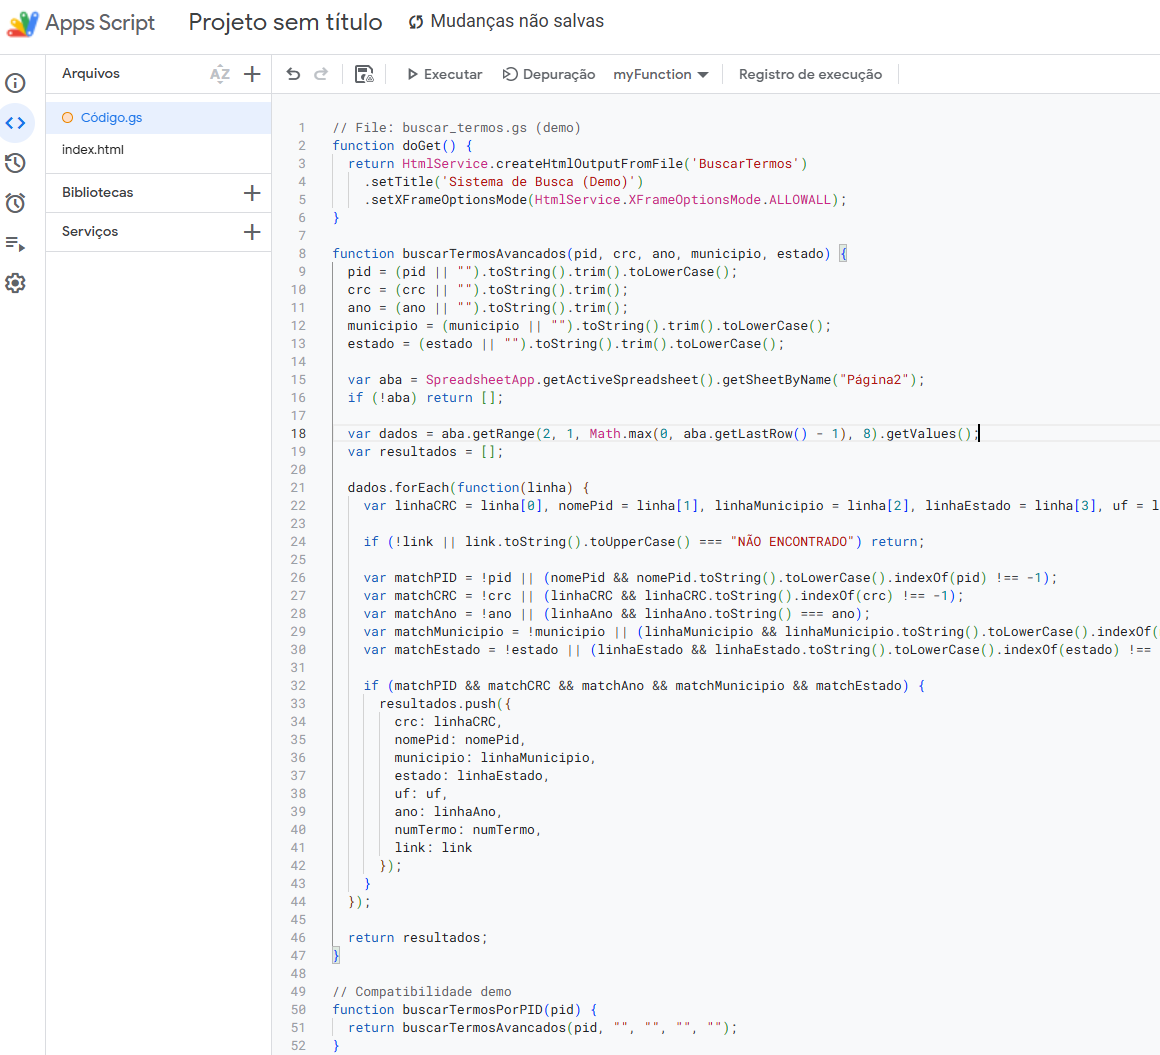 Apps Script Projeto sem título Mudanças não salvas
Arquivos AZ Executar Depuração myFunction Registro de execução
Código.gs
index.html
Bibliotecas
Serviços
1 // File: buscar_termos.gs (demo)
2 function doGet() {
3 return HtmlService.createHtmlOutputFromFile('BuscarTermos')
4 .setTitle('Sistema de Busca (Demo)')
5 .setXFrameOptionsMode(HtmlService.XFrameOptionsMode.ALLOWALL);
6 }
7
8 function buscarTermosAvancados(pid, crc, ano, municipio, estado) {
9 pid = (pid || "").toString().trim().toLowerCase();
10 crc = (crc || "").toString().trim();
11 ano = (ano || "").toString().trim();
12 municipio = (municipio || "").toString().trim().toLowerCase();
13 estado = (estado || "").toString().trim().toLowerCase();
14
15 var aba = SpreadsheetApp.getActiveSpreadsheet().getSheetByName("Página2");
16 if (!aba) return [];
17
18 var dados = aba.getRange(2, 1, Math.max(0, aba.getLastRow() - 1), 8).getValues();
19 var resultados = [];
20
21 dados.forEach(function(linha) {
22 var linhaCRC = linha[0], nomePid = linha[1], linhaMunicipio = linha[2], linhaEstado = linha[3], uf = l
23
24 if (!link || link.toString().toUpperCase() === "NÃO ENCONTRADO") return;
25
26 var matchPID = !pid || (nomePid && nomePid.toString().toLowerCase().indexOf(pid) !== -1);
27 var matchCRC = !crc || (linhaCRC && linhaCRC.toString().indexOf(crc) !== -1);
28 var matchAno = !ano || (linhaAno && linhaAno.toString() === ano);
29 var matchMunicipio = !municipio || (linhaMunicipio && linhaMunicipio.toString().toLowerCase().indexOf(
30 var matchEstado = !estado || (linhaEstado && linhaEstado.toString().toLowerCase().indexOf(estado) !==
31
32 if (matchPID && matchCRC && matchAno && matchMunicipio && matchEstado) {
33 resultados.push({
34 crc: linhaCRC,
35 nomePid: nomePid,
36 municipio: linhaMunicipio,
37 estado: linhaEstado,
38 uf: uf,
39 ano: linhaAno,
40 numTermo: numTermo,
41 link: link
42 });
43 }
44 });
45
46 return resultados;
47 }
48
49 // Compatibilidade demo
50 function buscarTermosPorPID(pid) {
51 return buscarTermosAvancados(pid, "", "", "", "");
52 }